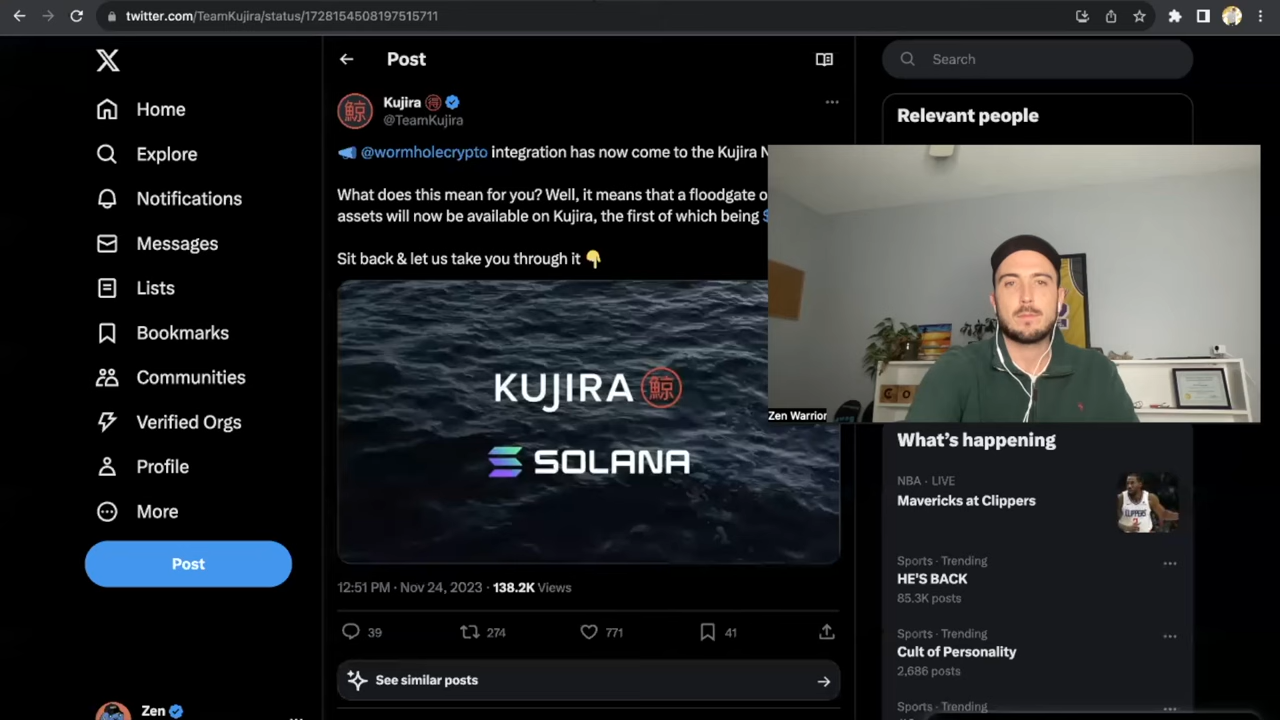 twitter.com/TeamKujira/status/1728154508197515711
Home
Explore
Notifications
Messages
Lists
Bookmarks
Communities
Verified Orgs
Profile
More
Post
Zen
Post
鯨
Kujira 得
@TeamKujira
@wormholecrypto integration has now come to the Kujira
What does this mean for you? Well, it means that a floodgate
assets will now be available on Kujira, the first of which being
Sit back & let us take you through it
KUJIRA 鯨
SOLANA
12:51 PM · Nov 24, 2023 · 138.2K Views
39 274 771 41
See similar posts
Search
Relevant people
Zen Warrior
What's happening
NBA · LIVE
Mavericks at Clippers
Sports · Trending
HE'S BACK
85.3K posts
Sports · Trending
Cult of Personality
2,686 posts
Sports · Trending